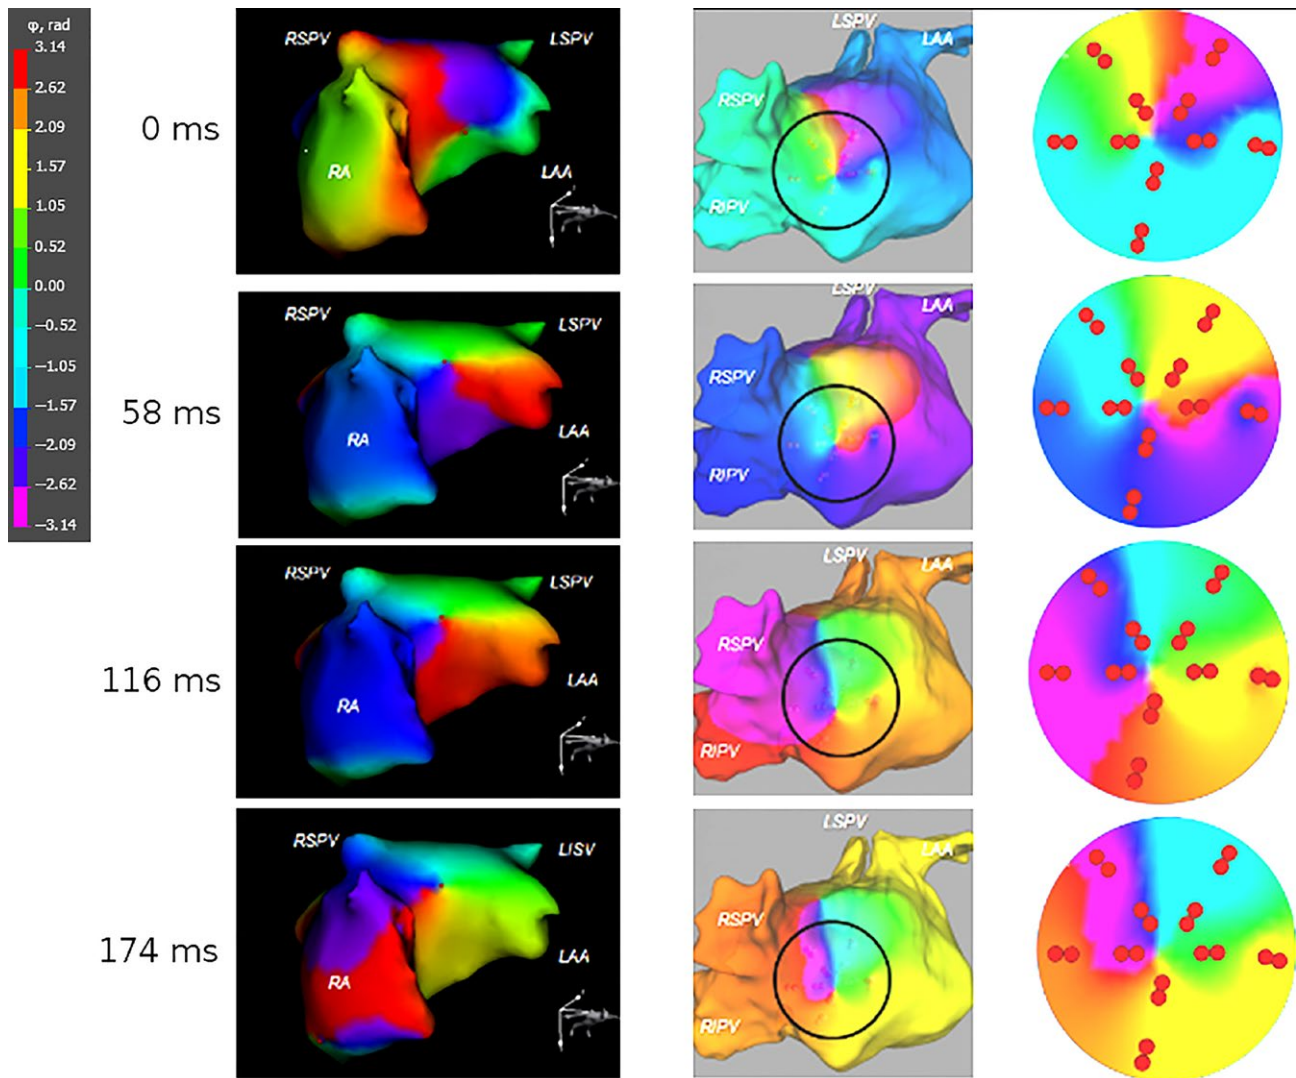 φ, rad
3.14
2.62
2.09
1.57
1.05
0.52
0.00
−0.52
−1.05
−1.57
−2.09
−2.62
−3.14
0 ms
RSPV
LSPV
RA
LAA
LSPV
LAA
RSPV
RIPV
58 ms
RSPV
LSPV
RA
LAA
LSPV
LAA
RSPV
RIPV
116 ms
RSPV
LSPV
RA
LAA
LSPV
LAA
RSPV
RIPV
174 ms
RSPV
LISV
RA
LAA
LSPV
LAA
RSPV
RIPV